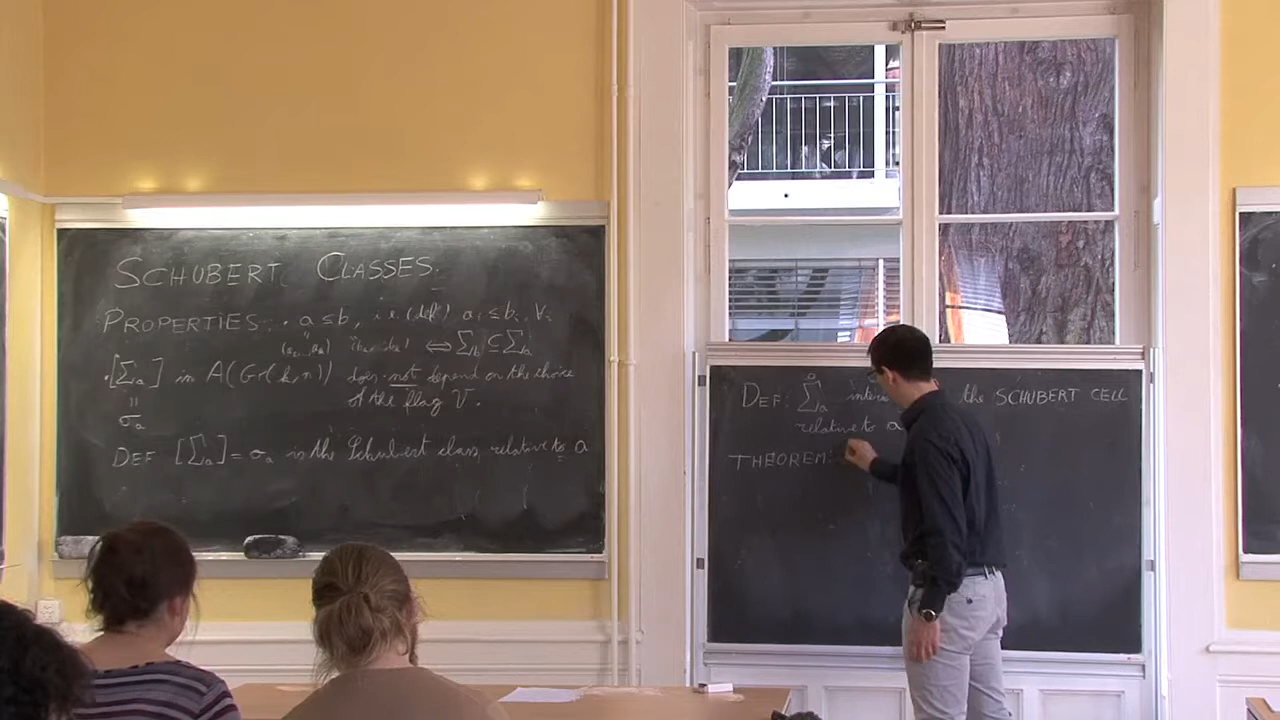 SCHUBERT CLASSES.
PROPERTIES: . a ≤ b, i.e. (def) aᵢ ≤ bᵢ ∀ᵢ
(a₁,...,aₖ) ⇔ Σ_b ⊆ Σ_a
. [Σ_a] in A(Gr(k,n)) does not depend on the choice
of the flag V.
=
σ_a
DEF [Σ_a] = σ_a is the Schubert class relative to a
DEF: Σ°_a the SCHUBERT CELL
relative to a
THEOREM: